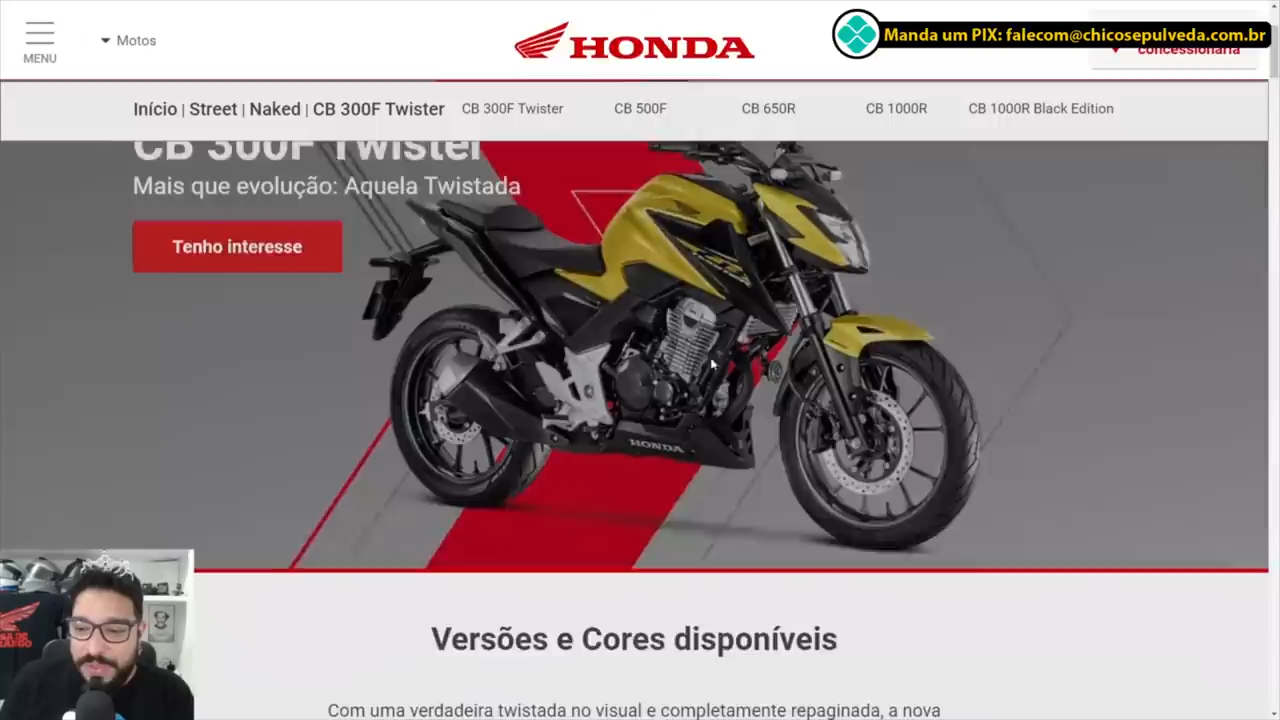 Manda um PIX: falecom@chicosepulveda.com.br
MENU
Motos
HONDA
concessionária
Início | Street | Naked | CB 300F Twister
CB 300F Twister
CB 500F
CB 650R
CB 1000R
CB 1000R Black Edition
CB 300F Twister
Mais que evolução: Aquela Twistada
Tenho interesse
HONDA
Versões e Cores disponíveis
Com uma verdadeira twistada no visual e completamente repaginada, a nova